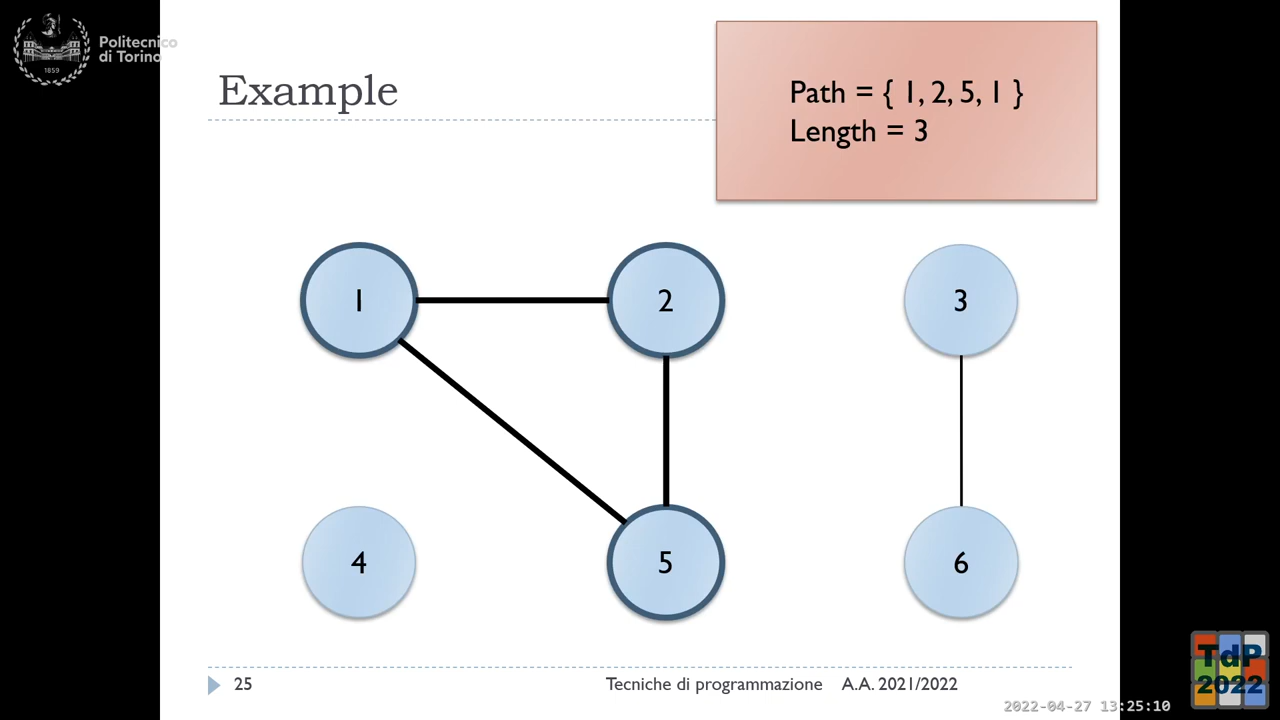 Politecnico
di Torino
1859
Example
Path = { 1, 2, 5, 1 }
Length = 3
1
2
3
4
5
6
25
Tecniche di programmazione A.A. 2021/2022
TdP
2022
2022-04-27 13:25:10